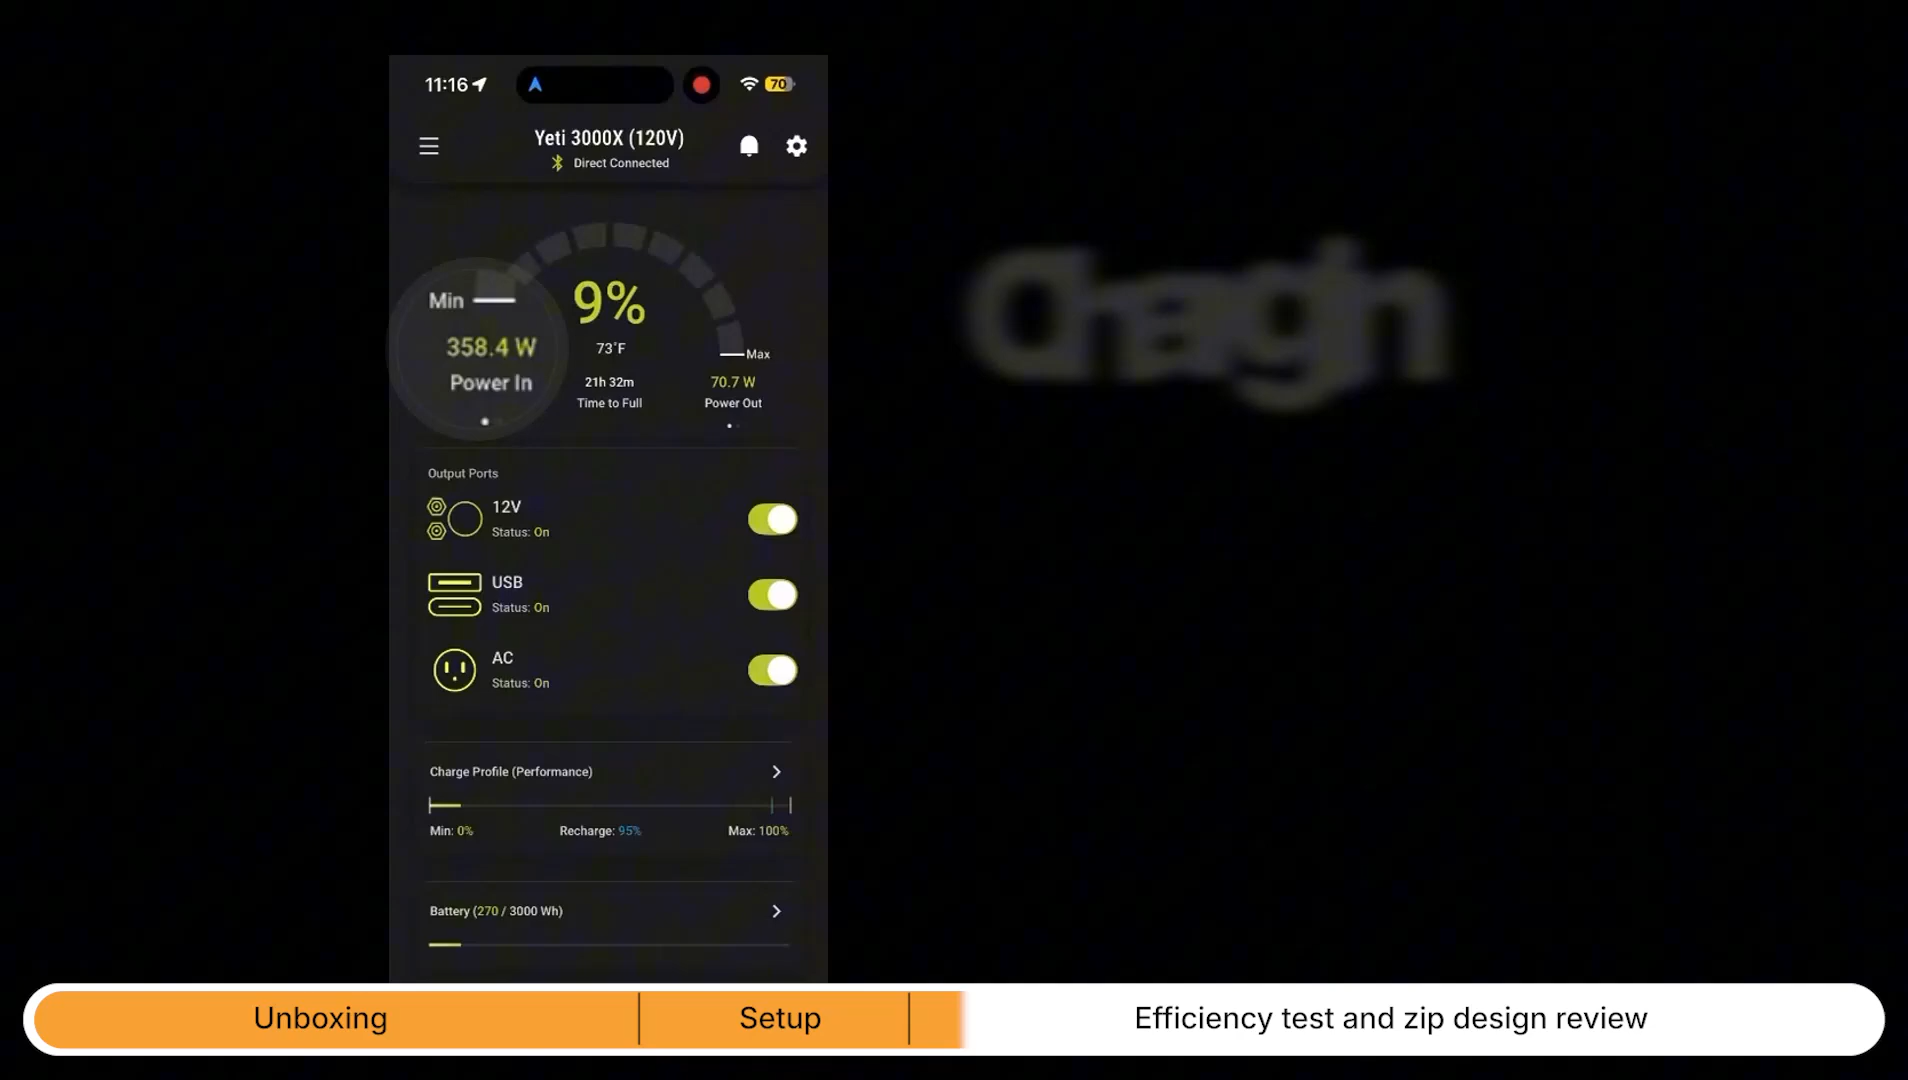 11:16
70
Yeti 3000X (120V)
Direct Connected
Min
9%
358.4 W
Power In
73°F
21h 32m
Time to Full
Max
70.7 W
Power Out
Output Ports
12V
Status: On
USB
Status: On
AC
Status: On
Charge Profile (Performance)
Min: 0%
Recharge: 95%
Max: 100%
Battery (270 / 3000 Wh)
Unboxing
Setup
Efficiency test and zip design review